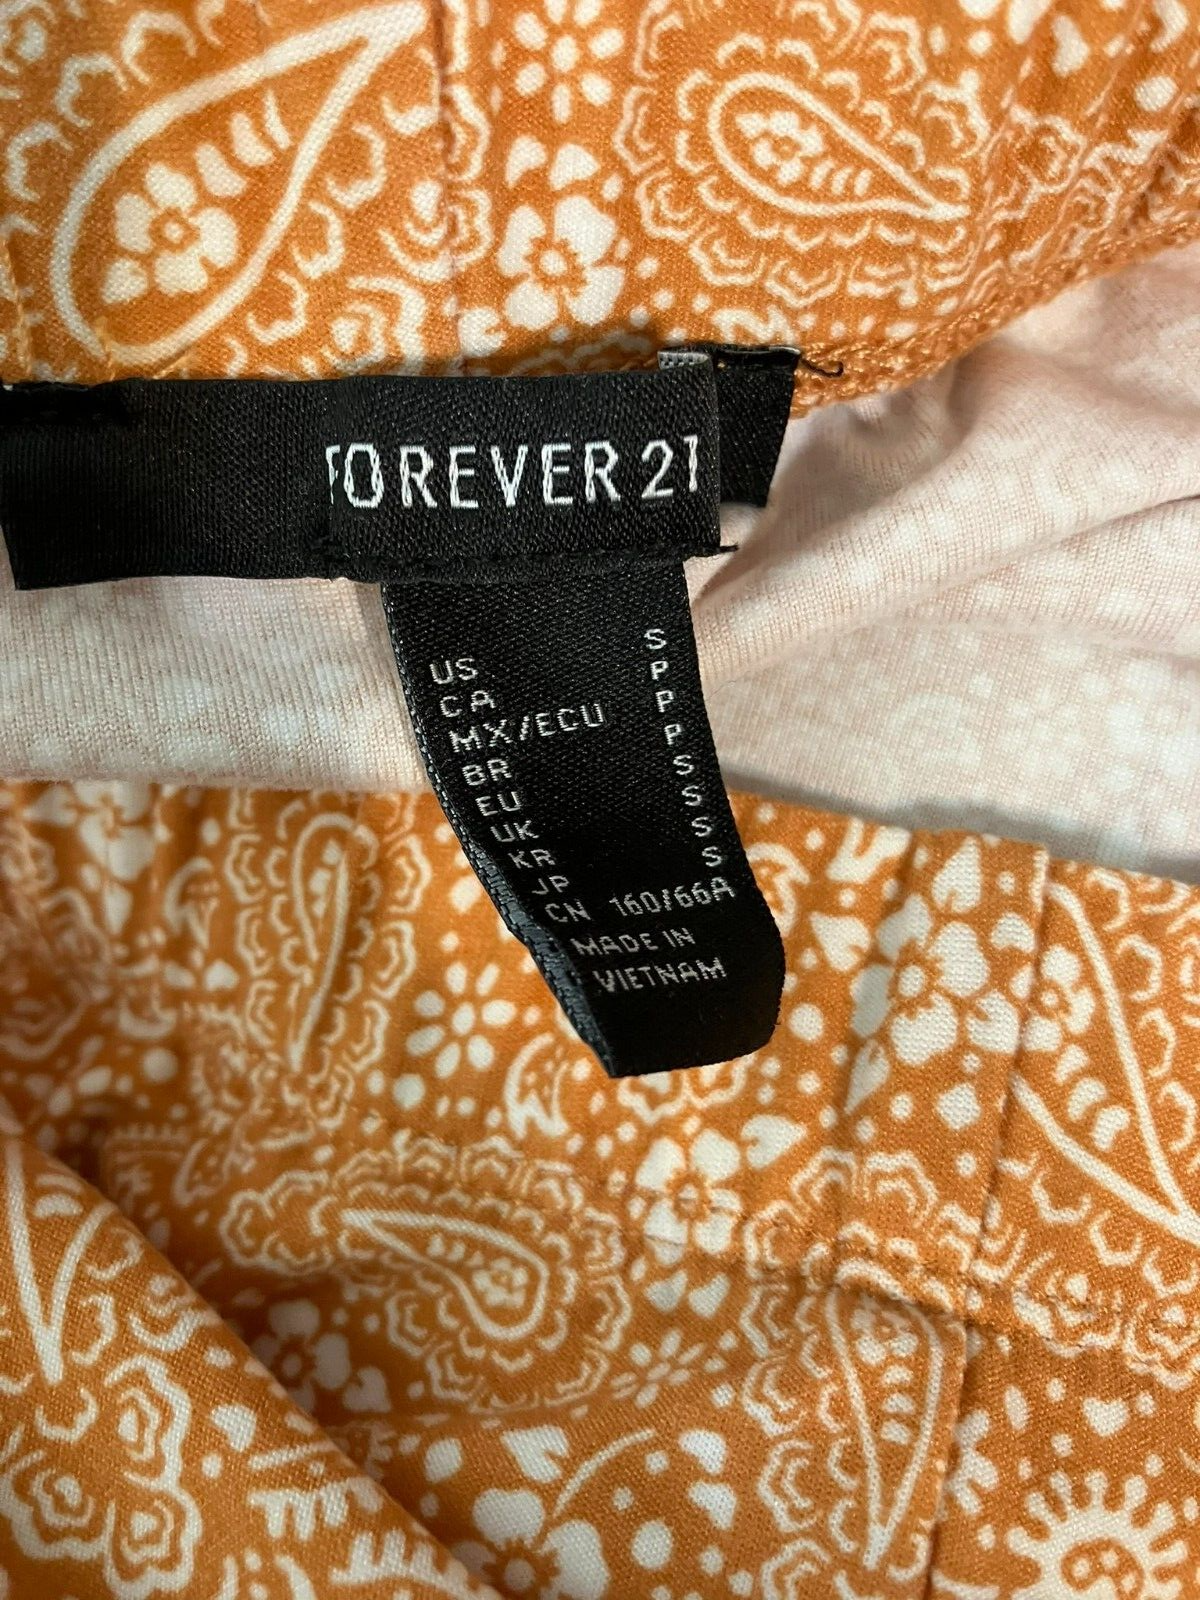 FOREVER 21
US S
CA P
MX/ECU P
BR P
EU S
UK S
KR S
JP S
CN 160/66A
MADE IN
VIETNAM